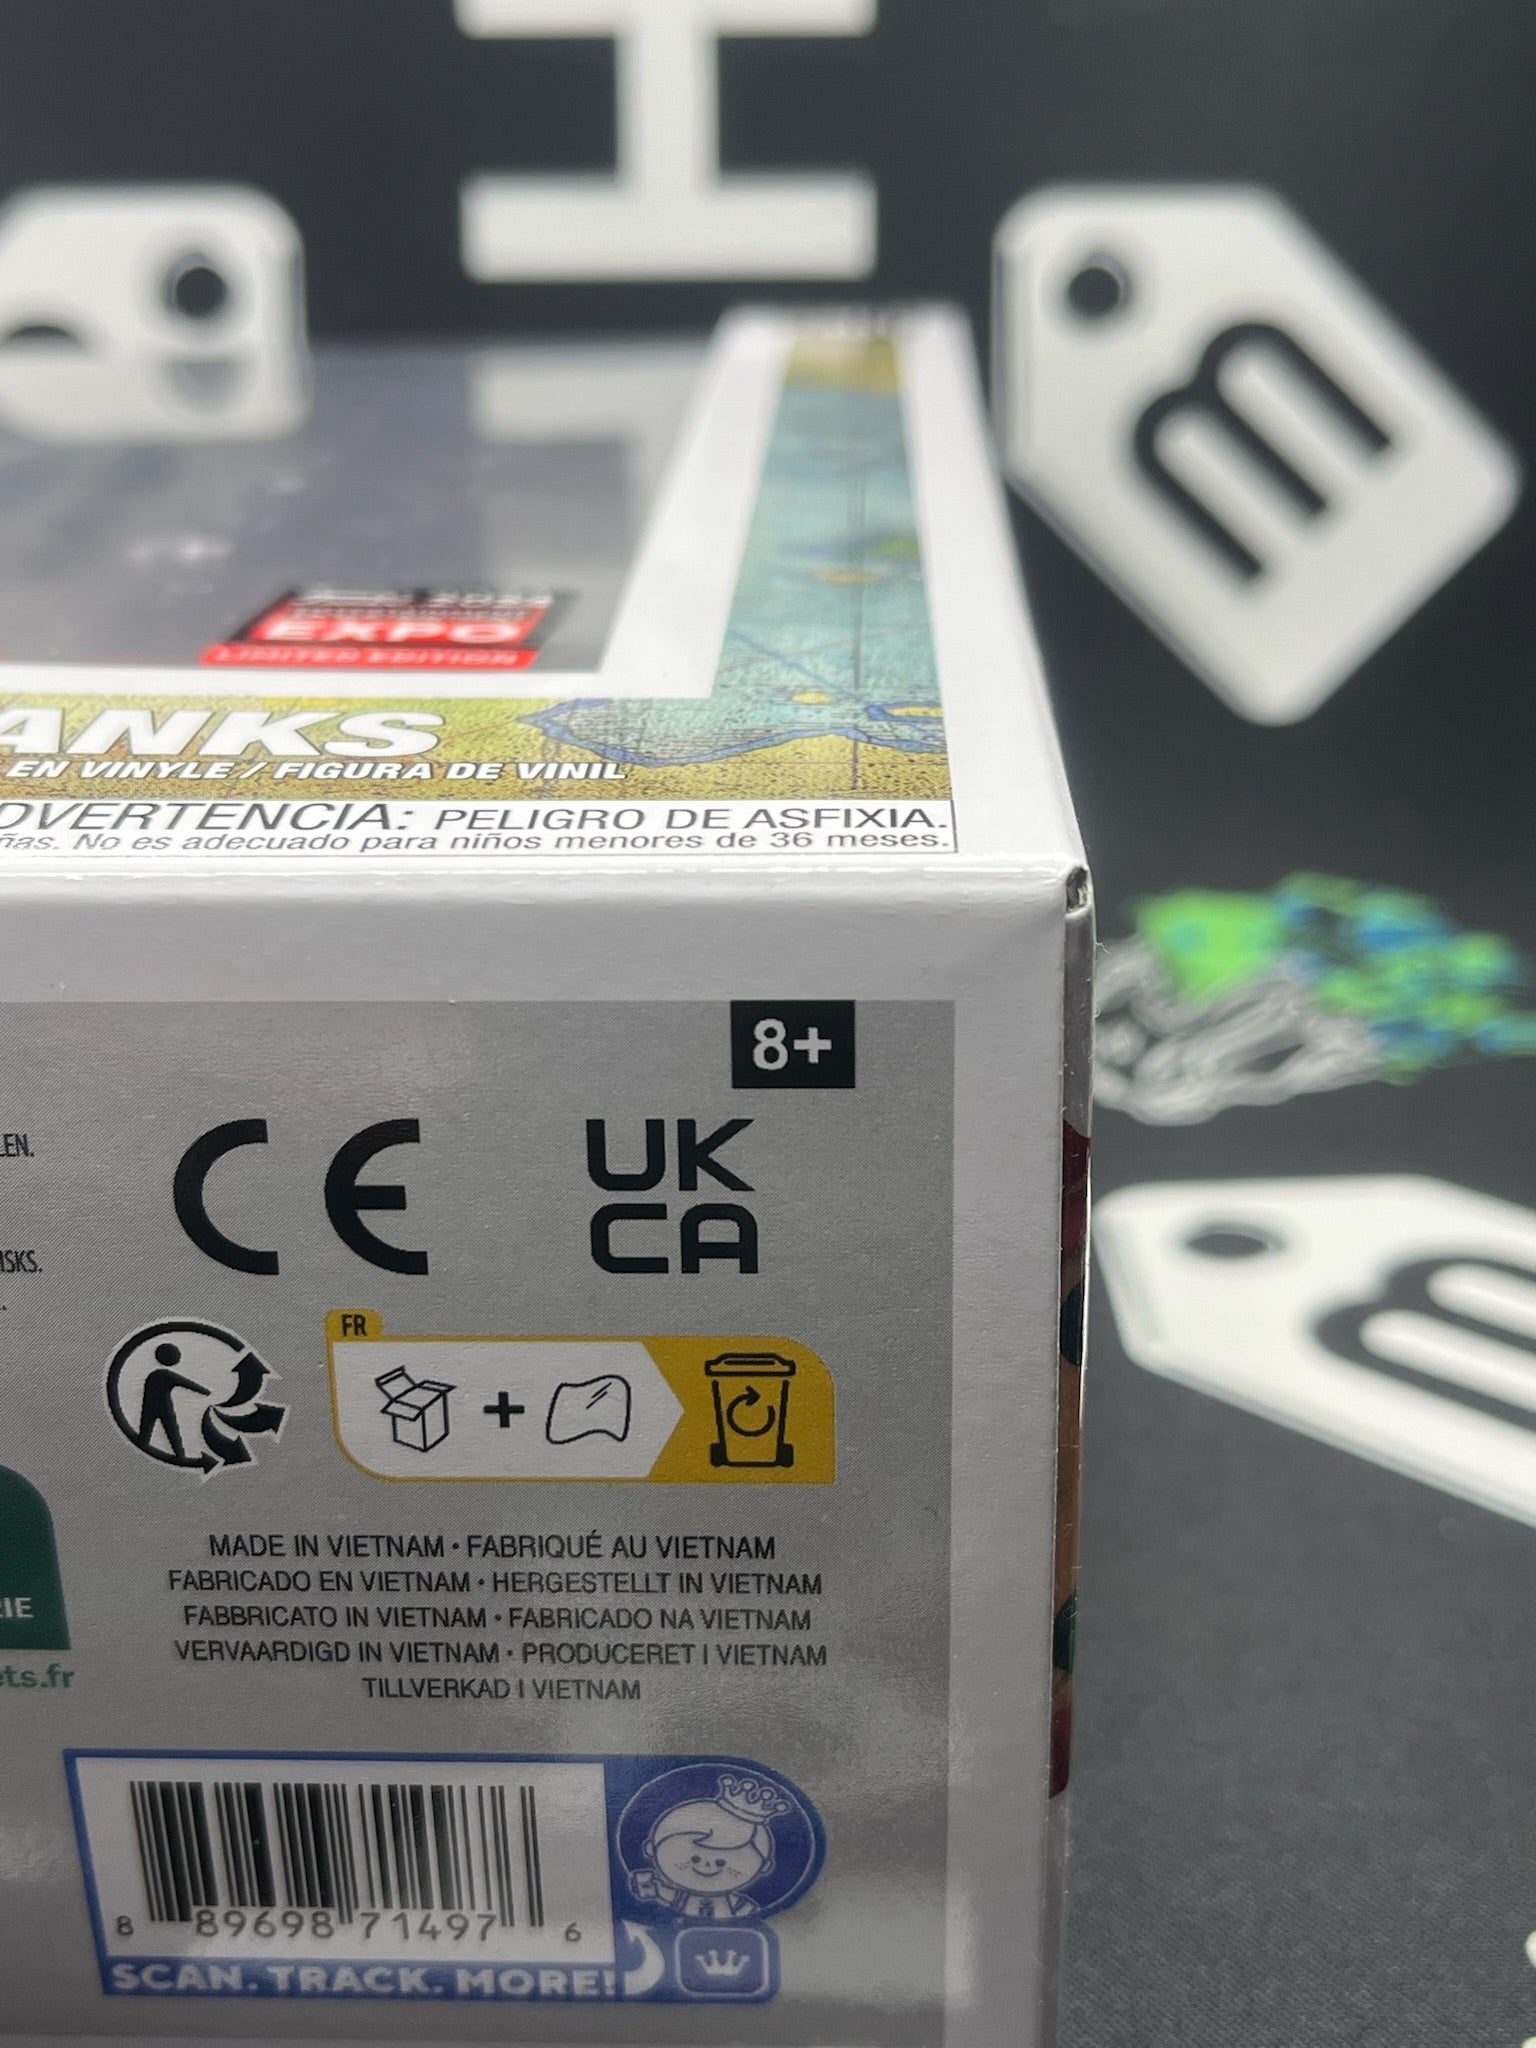 m
2024
EXPO
LIMITED EDITION
ANKS
EN VINYLE / FIGURA DE VINIL
DVERTENCIA: PELIGRO DE ASFIXIA.
ñas. No es adecuado para niños menores de 36 meses.
8+
LEN.
CE
UK
CA
ISKS.
FR
MADE IN VIETNAM • FABRIQUÉ AU VIETNAM
FABRICADO EN VIETNAM • HERGESTELLT IN VIETNAM
FABBRICATO IN VIETNAM • FABRICADO NA VIETNAM
VERVAARDIGD IN VIETNAM • PRODUCERET I VIETNAM
TILLVERKAD I VIETNAM
RIE
ets.fr
8 89698 71497 6
SCAN. TRACK. MORE!
m